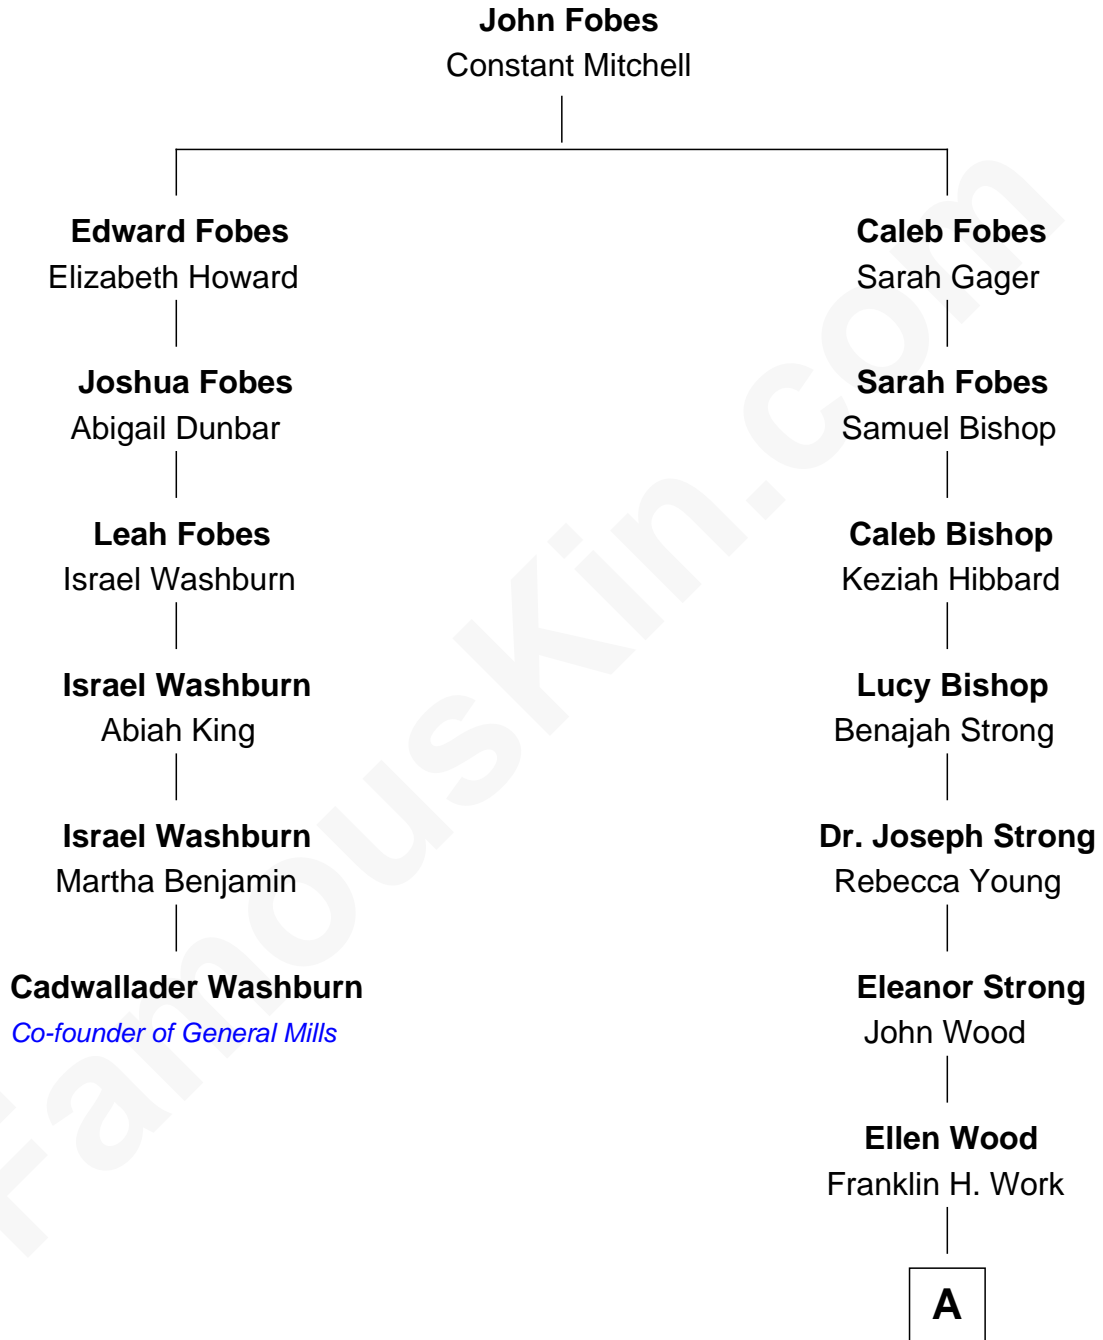 John Fobes
Constant Mitchell
Edward Fobes
Elizabeth Howard
Joshua Fobes
Abigail Dunbar
Leah Fobes
Israel Washburn
Israel Washburn
Abiah King
Israel Washburn
Martha Benjamin
Cadwallader Washburn
Co-founder of General Mills
Caleb Fobes
Sarah Gager
Sarah Fobes
Samuel Bishop
Caleb Bishop
Keziah Hibbard
Lucy Bishop
Benajah Strong
Dr. Joseph Strong
Rebecca Young
Eleanor Strong
John Wood
Ellen Wood
Franklin H. Work
A
FamousKin.com